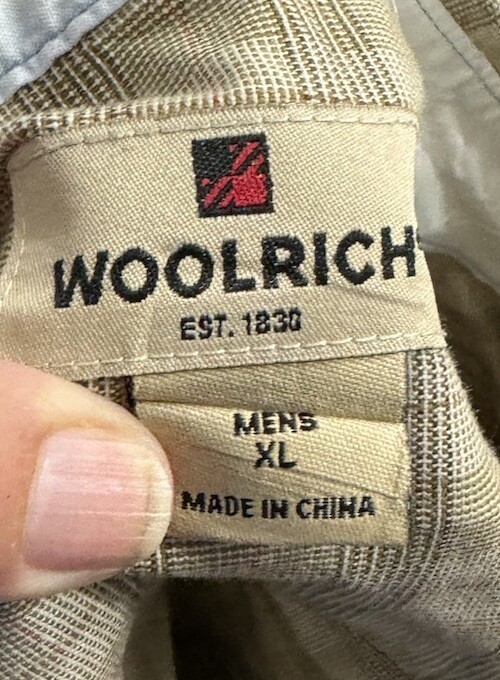 WOOLRICH
EST. 1830
MENS
XL
MADE IN CHINA